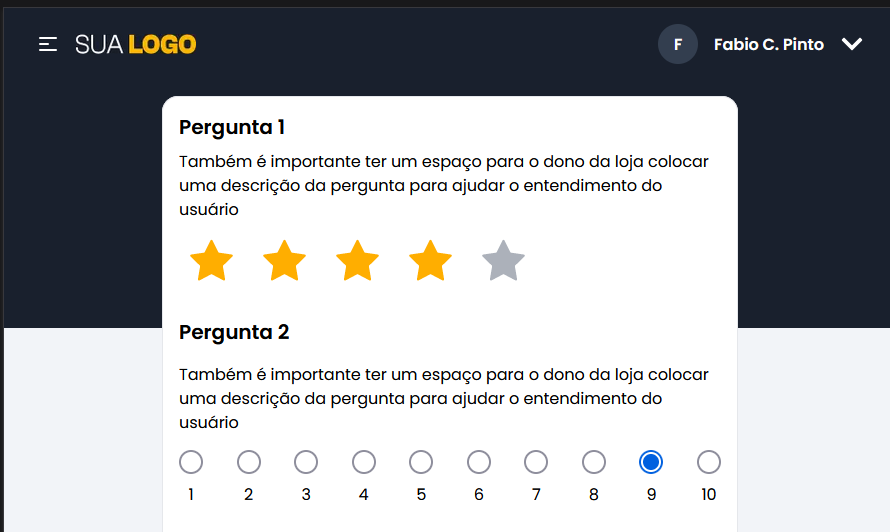 SUA LOGO
F Fabio C. Pinto
Pergunta 1
Também é importante ter um espaço para o dono da loja colocar
uma descrição da pergunta para ajudar o entendimento do
usuário
Pergunta 2
Também é importante ter um espaço para o dono da loja colocar
uma descrição da pergunta para ajudar o entendimento do
usuário
1 2 3 4 5 6 7 8 9 10